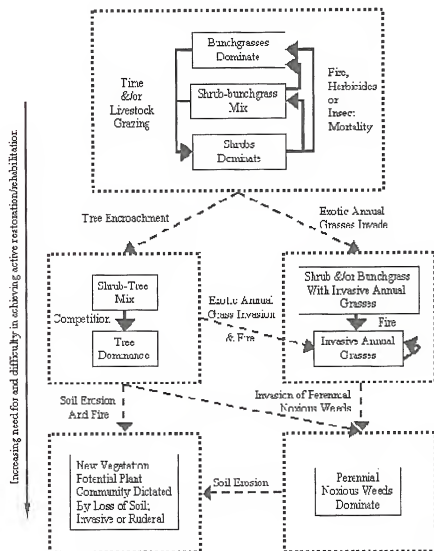 Bunchgrasses
Dominate
Time
&/or
Livestock
Grazing
Shrub-bunchgrass
Mix
Fire,
Herbicides
or
Insect
Mortality
Shrubs
Dominate
Increasing need for and difficulty in achieving active restoration/rehabilitation
Tree Encroachment
Exotic Annual
Grasses Invade
Shrub-Tree
Mix
Competition
Tree
Dominance
Exotic Annual
Grass Invasion
& Fire
Shrub &/or Bunchgrass
With Invasive Annual
Grasses
Fire
Invasive Annual
Grasses
Soil Erosion
And Fire
Invasion of Perennial
Noxious Weeds
New Vegetation
Potential Plant
Community Dictated
By Loss of Soil;
Invasive or Ruderal
Soil Erosion
Perennial
Noxious Weeds
Dominate